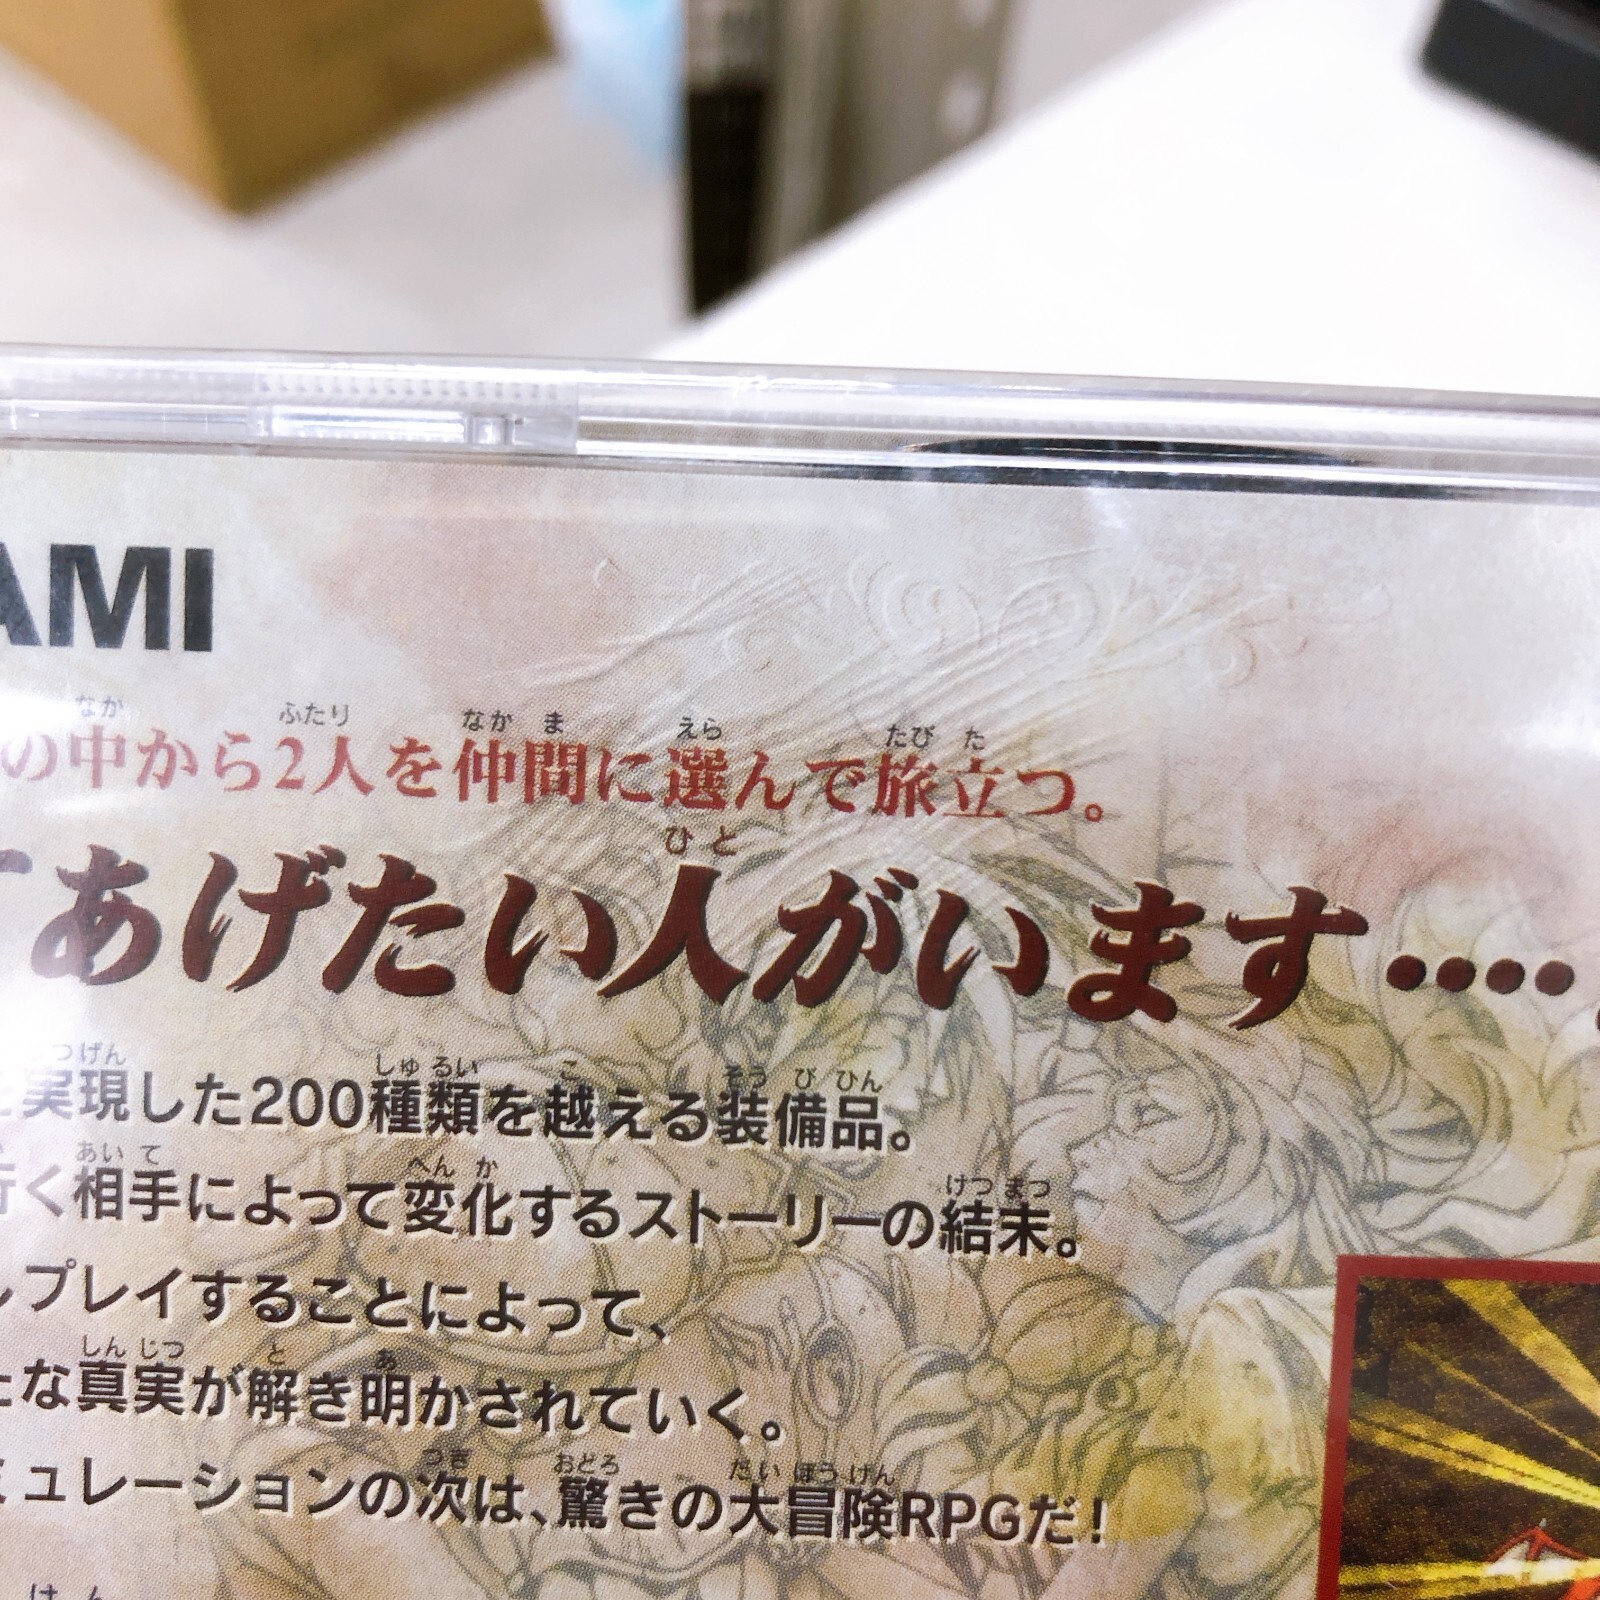 AMI
の中から2人を仲間に選んで旅立つ。
てあげたい人がいます・・・・
実現した200種類を越える装備品。
行く相手によって変化するストーリーの結末。
しプレイすることによって、
たな真実が解き明かされていく。
ミュレーションの次は、驚きの大冒険RPGだ!